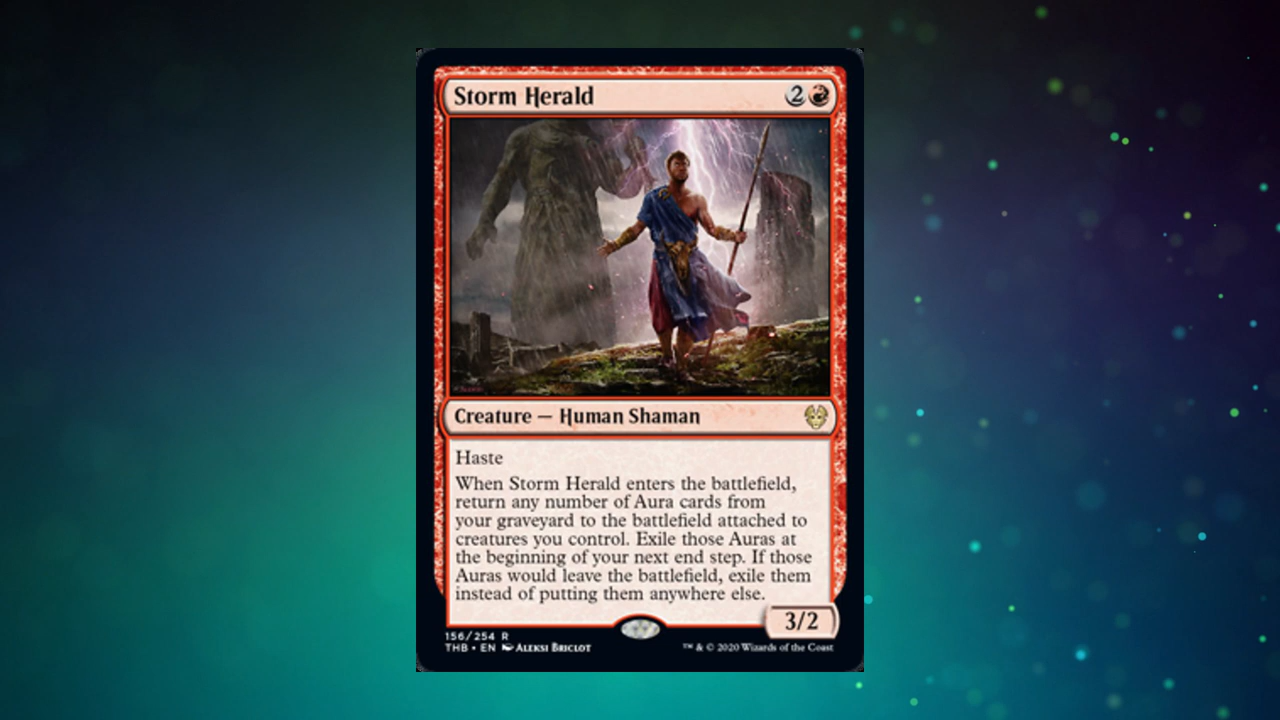 Storm Herald 2
Creature — Human Shaman
Haste
When Storm Herald enters the battlefield,
return any number of Aura cards from
your graveyard to the battlefield attached to
creatures you control. Exile those Auras at
the beginning of your next end step. If those
Auras would leave the battlefield, exile them
instead of putting them anywhere else.
3/2
156/254 R
THB • EN Aleksi Briclot
™ & © 2020 Wizards of the Coast